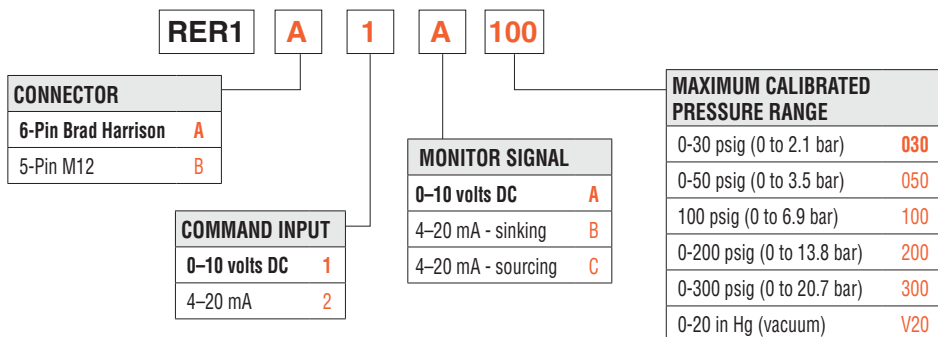 RER1 A 1 A 100
CONNECTOR
6-Pin Brad Harrison A
5-Pin M12 B
COMMAND INPUT
0–10 volts DC 1
4–20 mA 2
MONITOR SIGNAL
0–10 volts DC A
4–20 mA - sinking B
4–20 mA - sourcing C
MAXIMUM CALIBRATED
PRESSURE RANGE
0-30 psig (0 to 2.1 bar) 030
0-50 psig (0 to 3.5 bar) 050
100 psig (0 to 6.9 bar) 100
0-200 psig (0 to 13.8 bar) 200
0-300 psig (0 to 20.7 bar) 300
0-20 in Hg (vacuum) V20